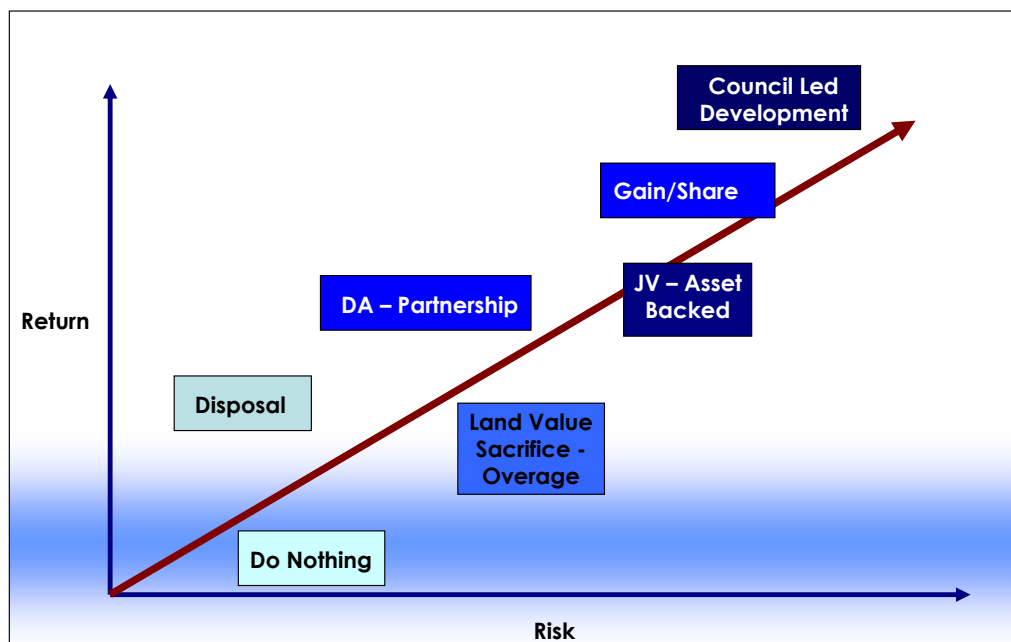 Council Led
Development
Gain/Share
JV – Asset
Backed
DA – Partnership
Return
Disposal
Land Value
Sacrifice -
Overage
Do Nothing
Risk